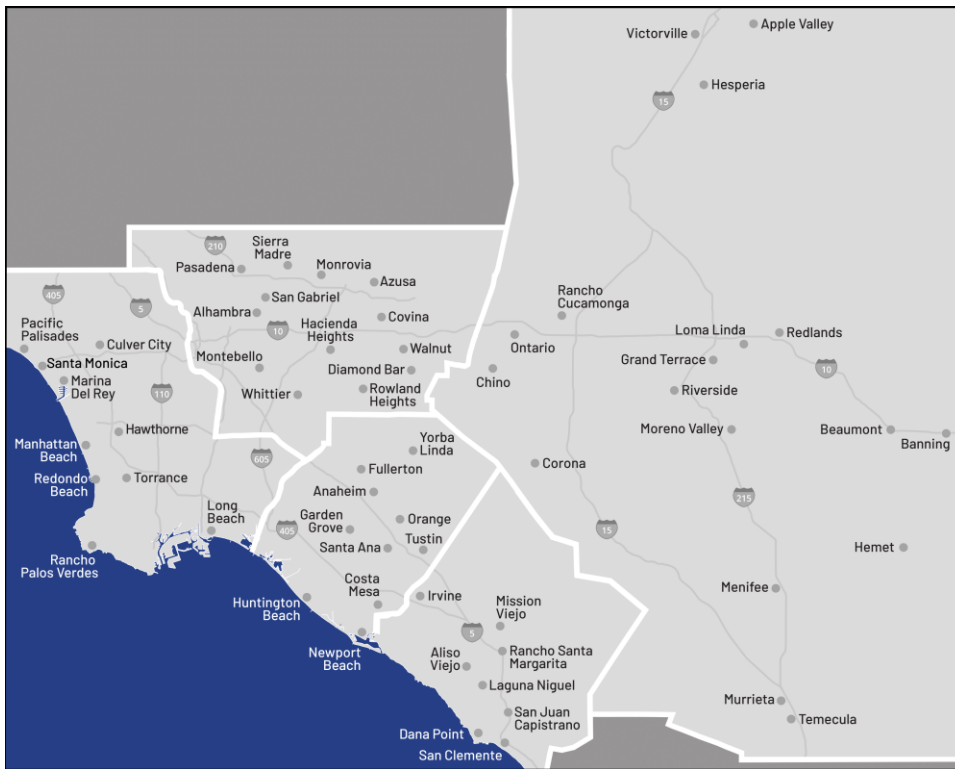 Victorville
Apple Valley
Hesperia
15
210
Sierra
Madre
Pasadena
Monrovia
Azusa
405
5
San Gabriel
Alhambra
Covina
Rancho
Cucamonga
10
Hacienda
Heights
Pacific
Palisades
Culver City
Walnut
Ontario
Loma Linda
Redlands
Montebello
Santa Monica
Diamond Bar
Chino
Grand Terrace
10
Marina
Del Rey
110
Whittier
Rowland
Heights
Riverside
Hawthorne
Manhattan
Beach
605
Yorba
Linda
Moreno Valley
Beaumont
Banning
Redondo
Beach
Torrance
Fullerton
Corona
Anaheim
215
Long
Beach
405
Garden
Grove
Orange
15
Santa Ana
Tustin
Hemet
Rancho
Palos Verdes
Costa
Mesa
Irvine
Menifee
Huntington
Beach
Mission
Viejo
5
Newport
Beach
Aliso
Viejo
Rancho Santa
Margarita
Laguna Niguel
Murrieta
San Juan
Capistrano
Temecula
Dana Point
San Clemente